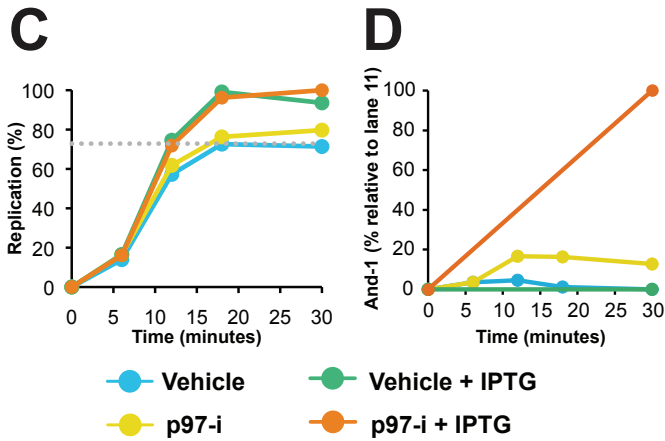 C
Replication (%)
100
80
60
40
20
0
0 5 10 15 20 25 30
Time (minutes)
D
And-1 (% relative to lane 11)
100
80
60
40
20
0
0 5 10 15 20 25 30
Time (minutes)
Vehicle
Vehicle + IPTG
p97-i
p97-i + IPTG